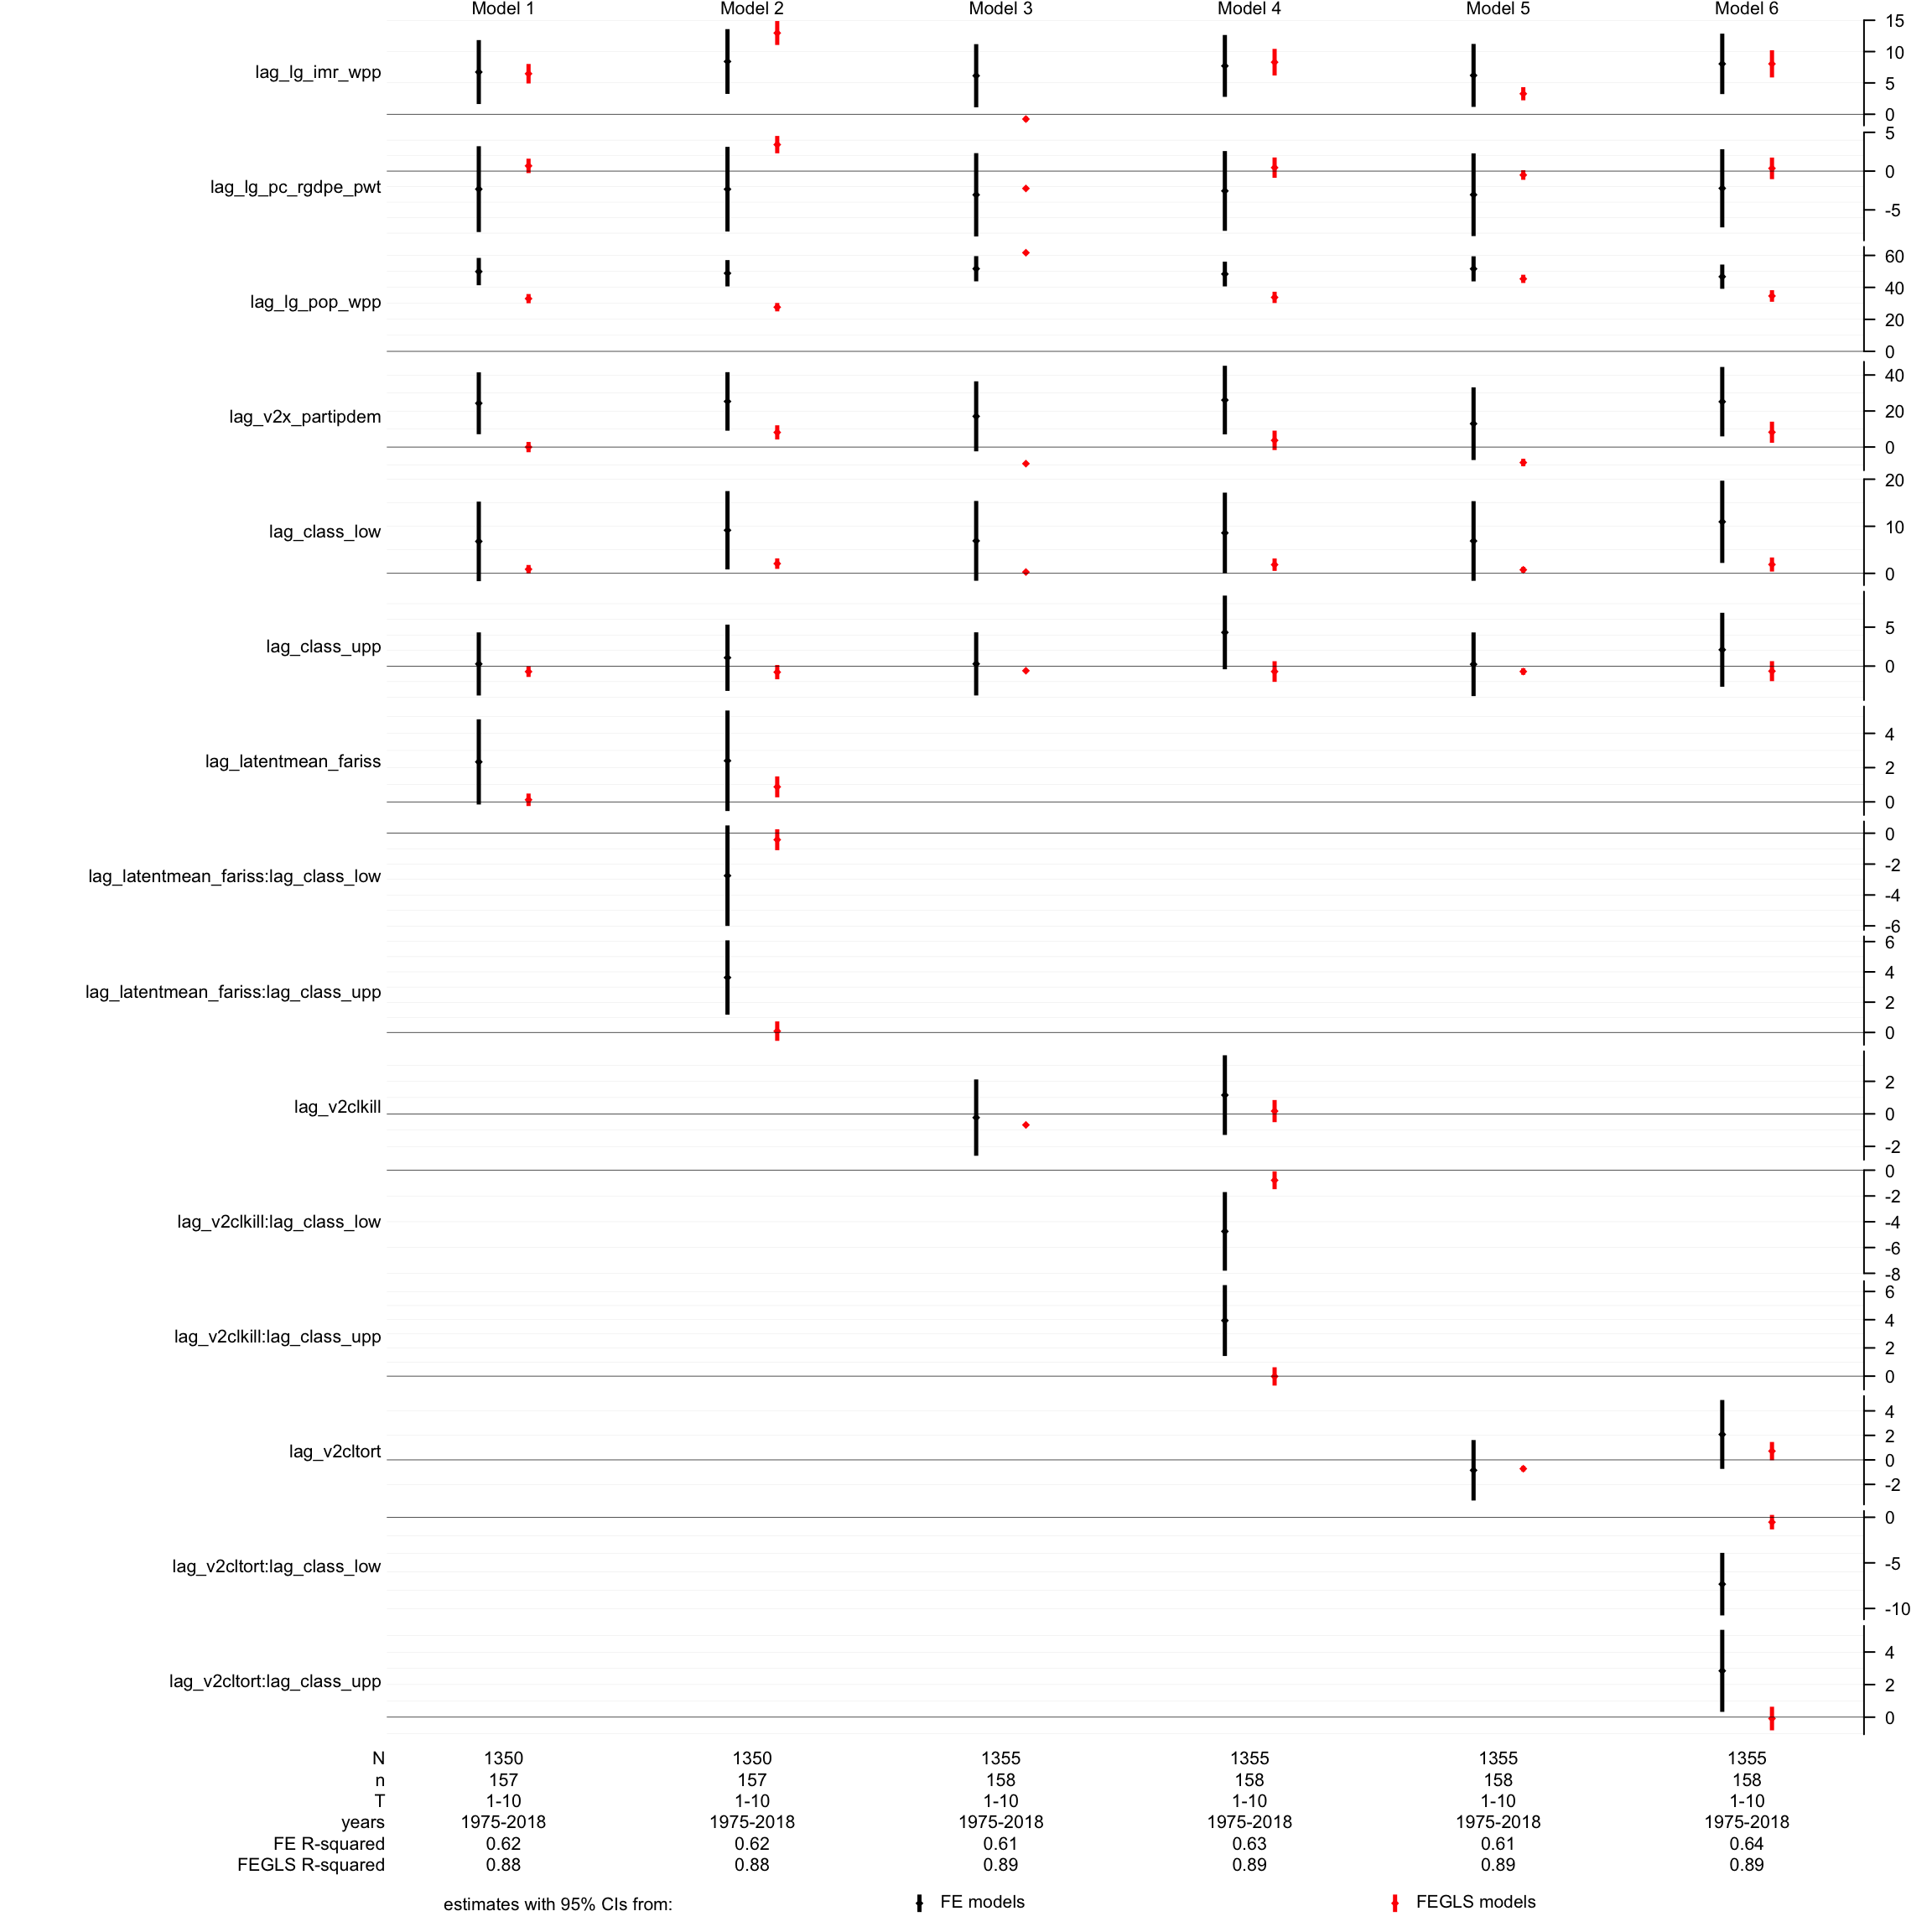 Model 1 Model 2 Model 3 Model 4 Model 5 Model 6
lag_lg_imr_wpp 15 10 5 0
lag_lg_pc_rgdpe_pwt 5 0 -5
lag_lg_pop_wpp 60 40 20 0
lag_v2x_partipdem 40 20 0
lag_class_low 20 10 0
lag_class_upp 5 0
lag_latentmean_fariss 4 2 0
lag_latentmean_fariss:lag_class_low 0 -2 -4 -6
lag_latentmean_fariss:lag_class_upp 6 4 2 0
lag_v2clkill 2 0 -2
lag_v2clkill:lag_class_low 0 -2 -4 -6 -8
lag_v2clkill:lag_class_upp 6 4 2 0
lag_v2cltort 4 2 0 -2
lag_v2cltort:lag_class_low 0 -5 -10
lag_v2cltort:lag_class_upp 4 2 0
N 1350 1350 1355 1355 1355 1355
n 157 157 158 158 158 158
T 1-10 1-10 1-10 1-10 1-10 1-10
years 1975-2018 1975-2018 1975-2018 1975-2018 1975-2018 1975-2018
FE R-squared 0.62 0.62 0.61 0.63 0.61 0.64
FEGLS R-squared 0.88 0.88 0.89 0.89 0.89 0.89
estimates with 95% CIs from: FE models FEGLS models